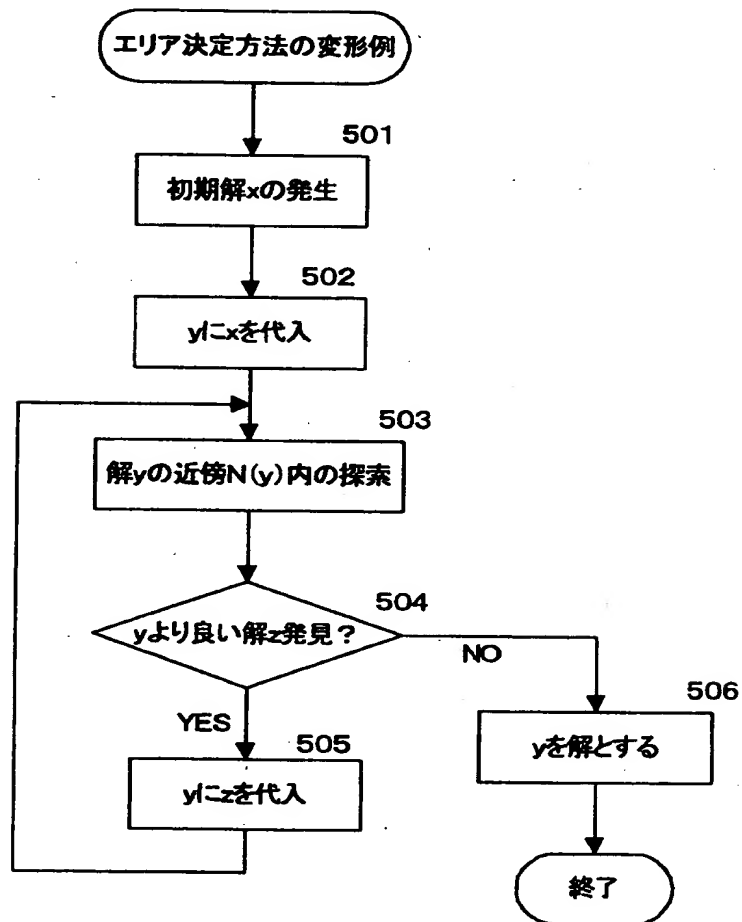 エリア決定方法の変形例
501
初期解xの発生
502
yにxを代入
503
解yの近傍N(y)内の探索
504
yより良い解z発見？
NO
YES
505
yにzを代入
506
yを解とする
終了